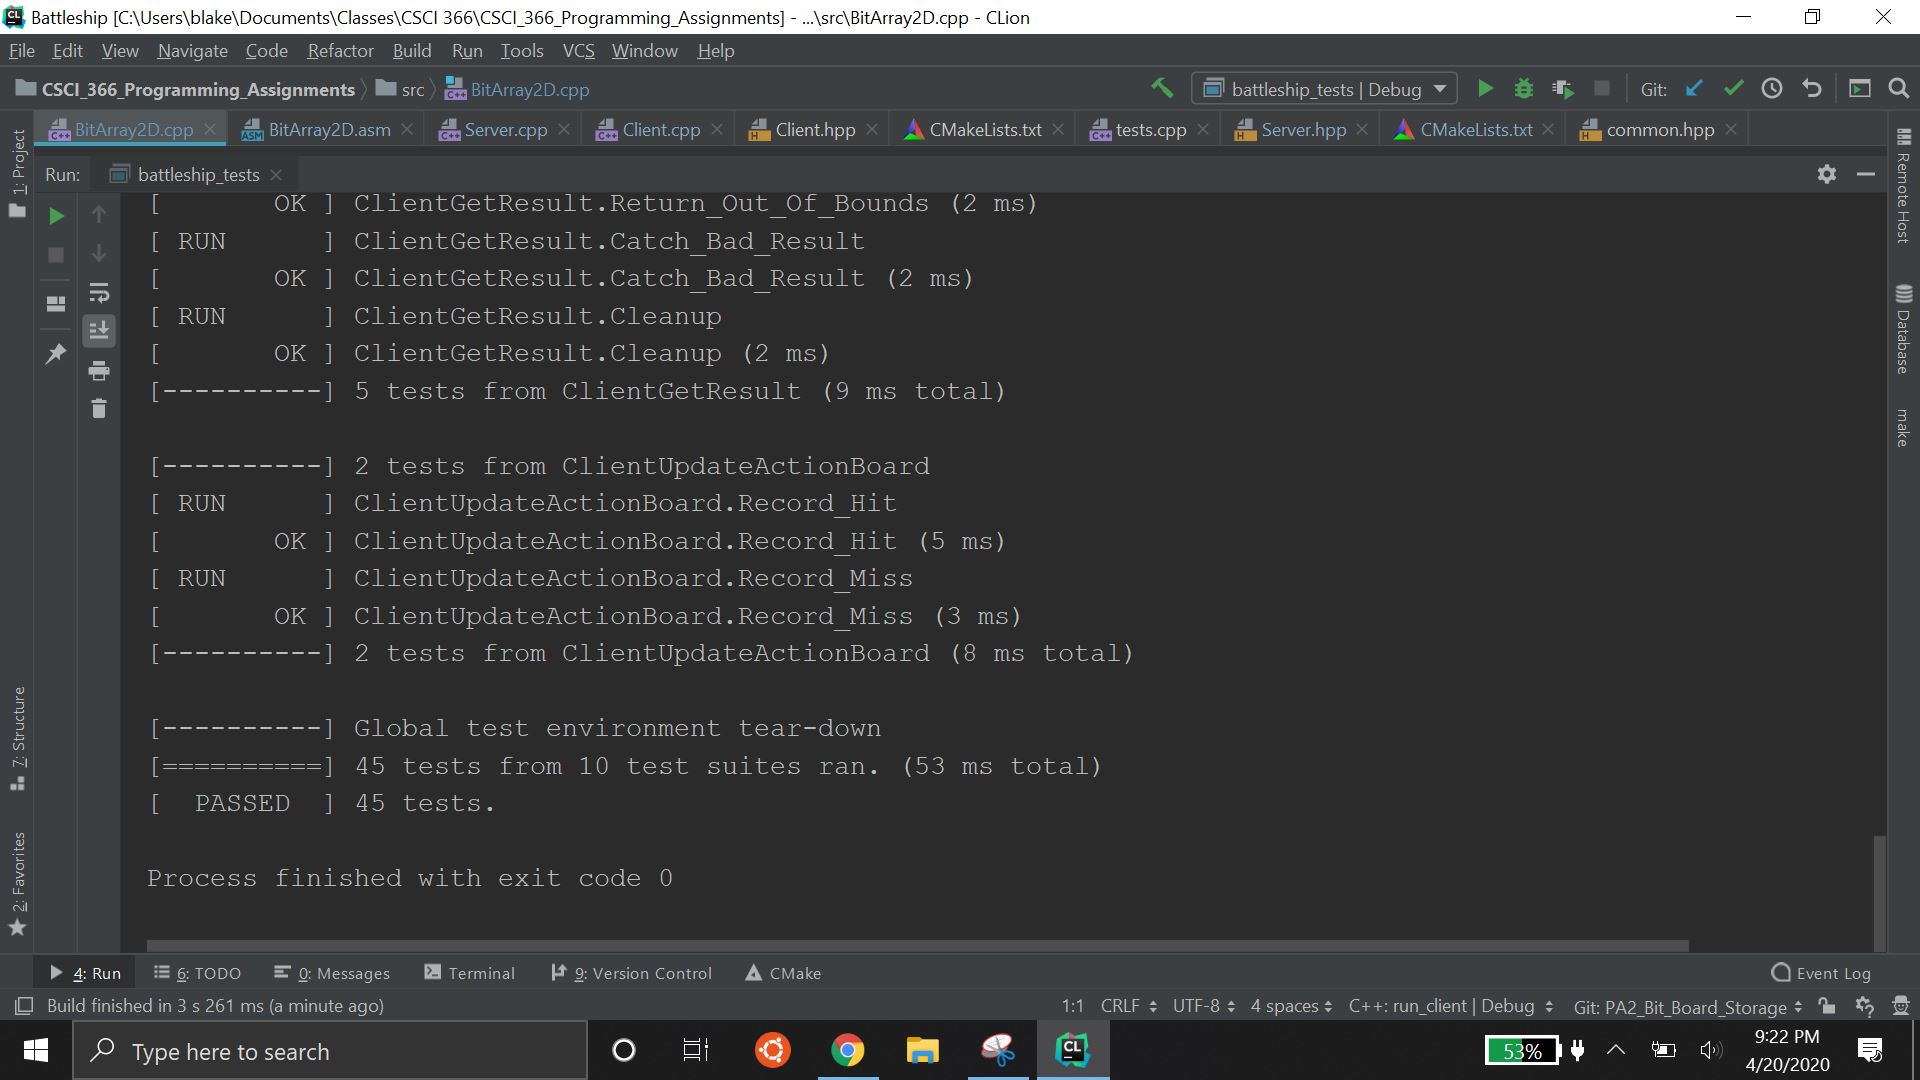 Battleship [C:\Users\blake\Documents\Classes\CSCI 366\CSCI_366_Programming_Assignments] - ...\src\BitArray2D.cpp - CLion
File Edit View Navigate Code Refactor Build Run Tools VCS Window Help
CSCI_366_Programming_Assignments src BitArray2D.cpp battleship_tests | Debug Git:
BitArray2D.cpp BitArray2D.asm Server.cpp Client.cpp Client.hpp CMakeLists.txt tests.cpp Server.hpp CMakeLists.txt common.hpp
Run: battleship_tests
[       OK ] ClientGetResult.Return_Out_Of_Bounds (2 ms)
[ RUN      ] ClientGetResult.Catch_Bad_Result
[       OK ] ClientGetResult.Catch_Bad_Result (2 ms)
[ RUN      ] ClientGetResult.Cleanup
[       OK ] ClientGetResult.Cleanup (2 ms)
[----------] 5 tests from ClientGetResult (9 ms total)
[----------] 2 tests from ClientUpdateActionBoard
[ RUN      ] ClientUpdateActionBoard.Record_Hit
[       OK ] ClientUpdateActionBoard.Record_Hit (5 ms)
[ RUN      ] ClientUpdateActionBoard.Record_Miss
[       OK ] ClientUpdateActionBoard.Record_Miss (3 ms)
[----------] 2 tests from ClientUpdateActionBoard (8 ms total)
[----------] Global test environment tear-down
[==========] 45 tests from 10 test suites ran. (53 ms total)
[  PASSED  ] 45 tests.
Process finished with exit code 0
1: Project
7: Structure
2: Favorites
Remote Host
Database
make
4: Run 6: TODO 0: Messages Terminal 9: Version Control CMake Event Log
Build finished in 3 s 261 ms (a minute ago) 1:1 CRLF UTF-8 4 spaces C++: run_client | Debug Git: PA2_Bit_Board_Storage
Type here to search 53% 9:22 PM
4/20/2020